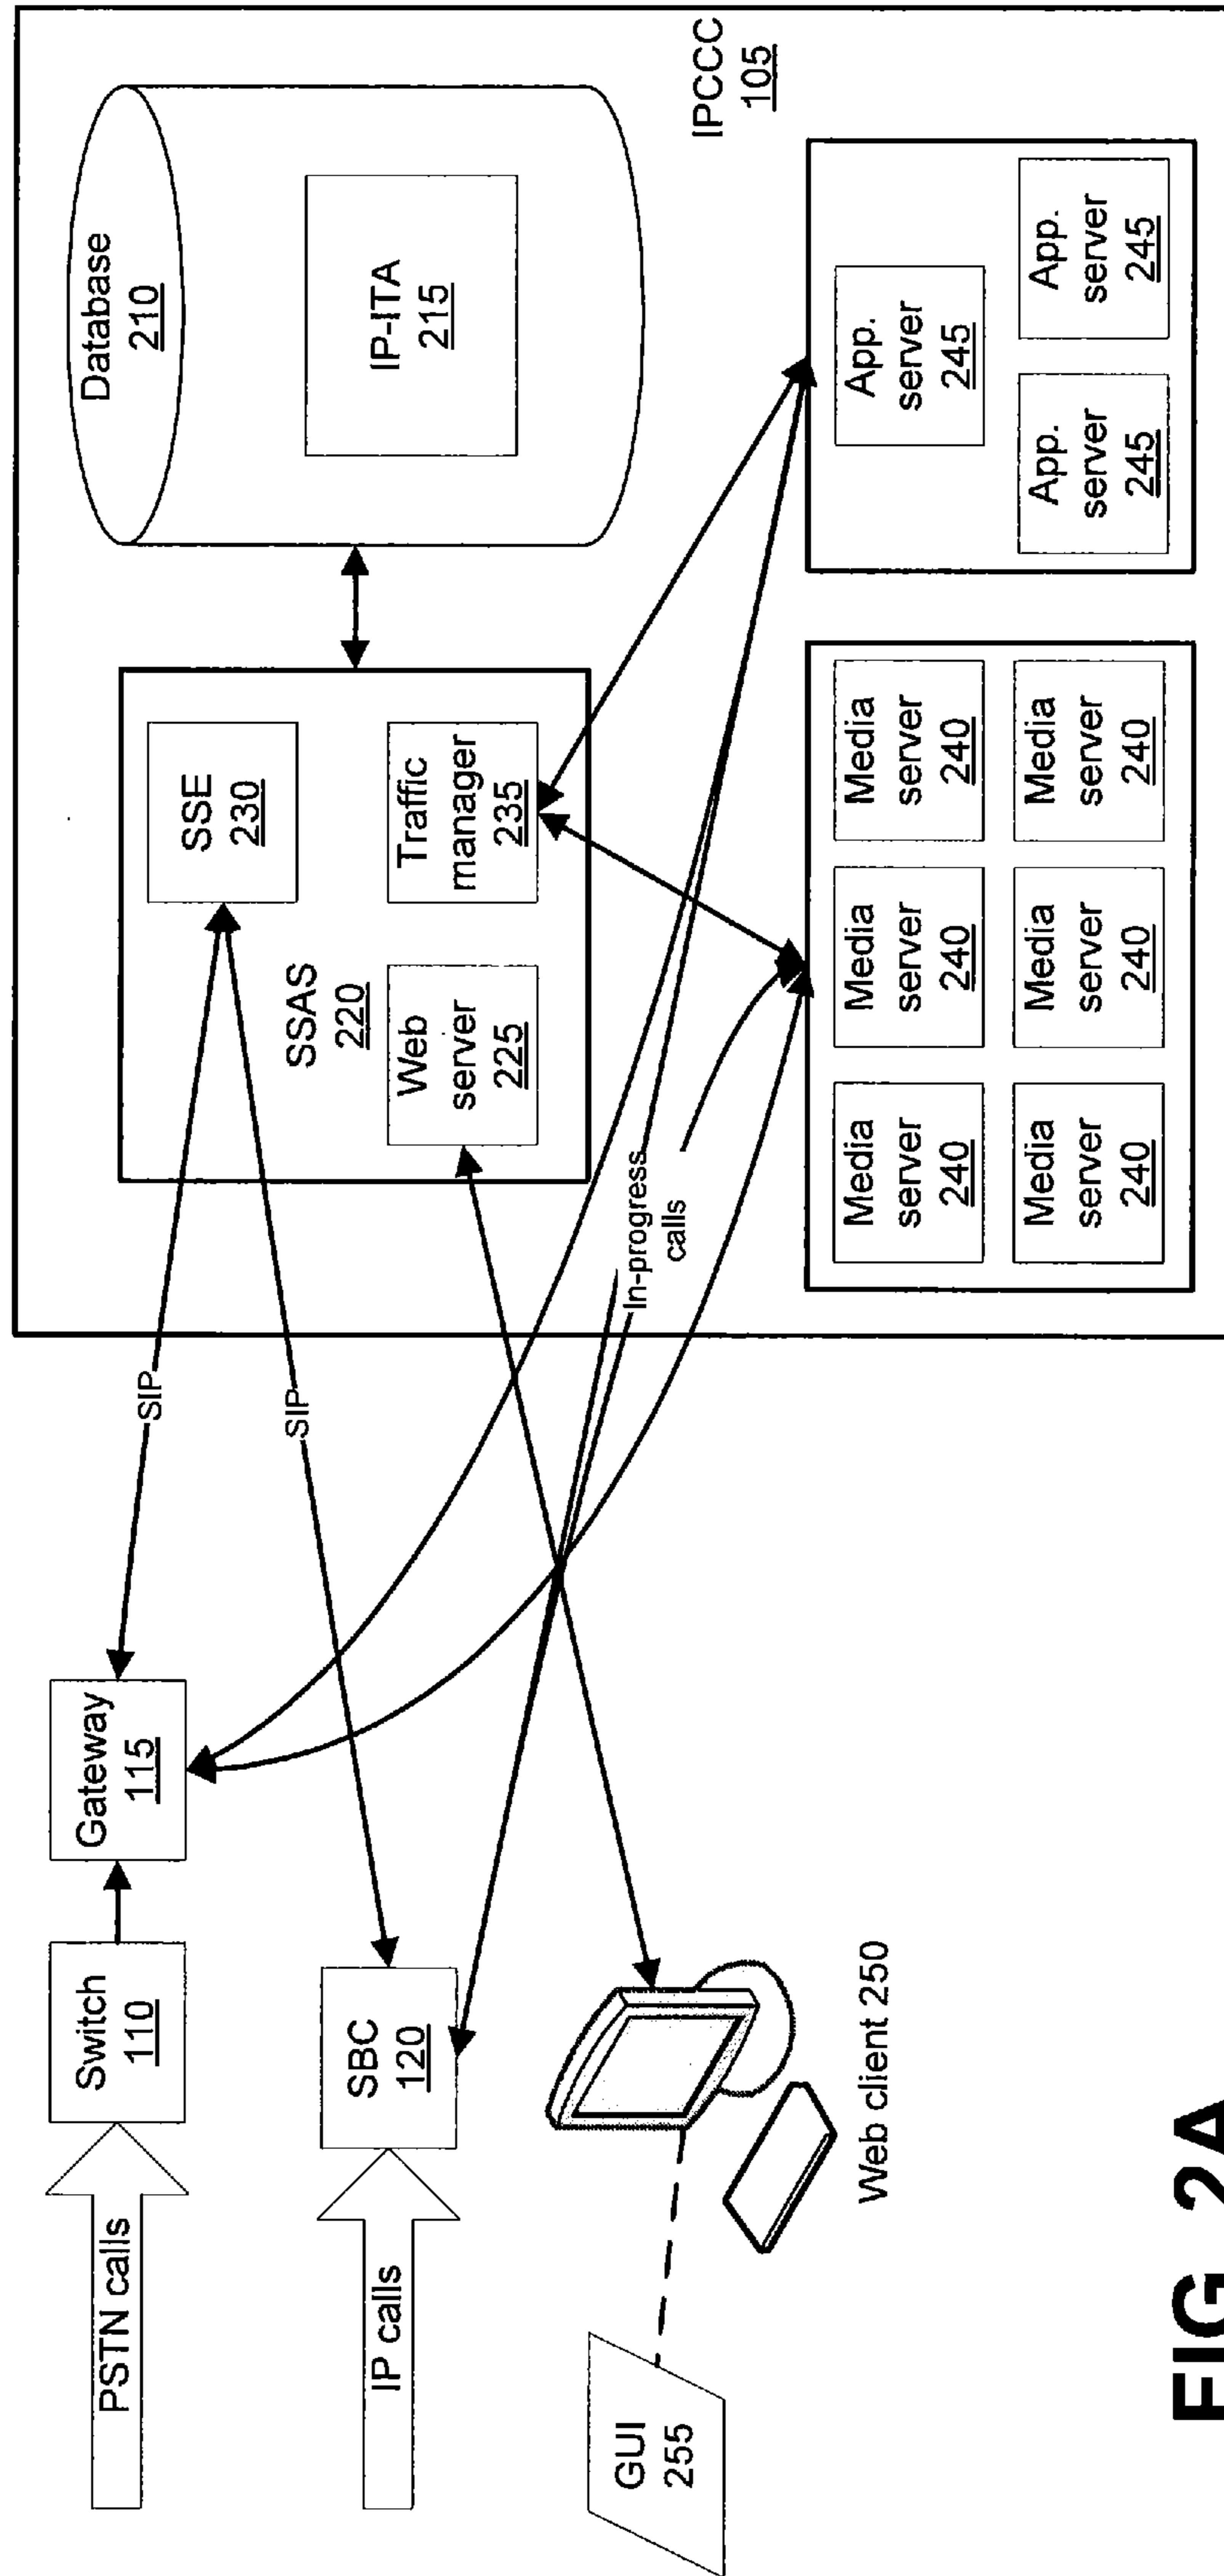 PSTN calls
Switch
110
Gateway
115
SIP
IP calls
SBC
120
SIP
GUI
255
Web client 250
In-progress
calls
SSE
230
SSAS
220
Web
server
225
Traffic
manager
235
Database
210
IP-ITA
215
IPCCC
105
Media
server
240
Media
server
240
Media
server
240
Media
server
240
Media
server
240
Media
server
240
App.
server
245
App.
server
245
App.
server
245
FIG. 2A